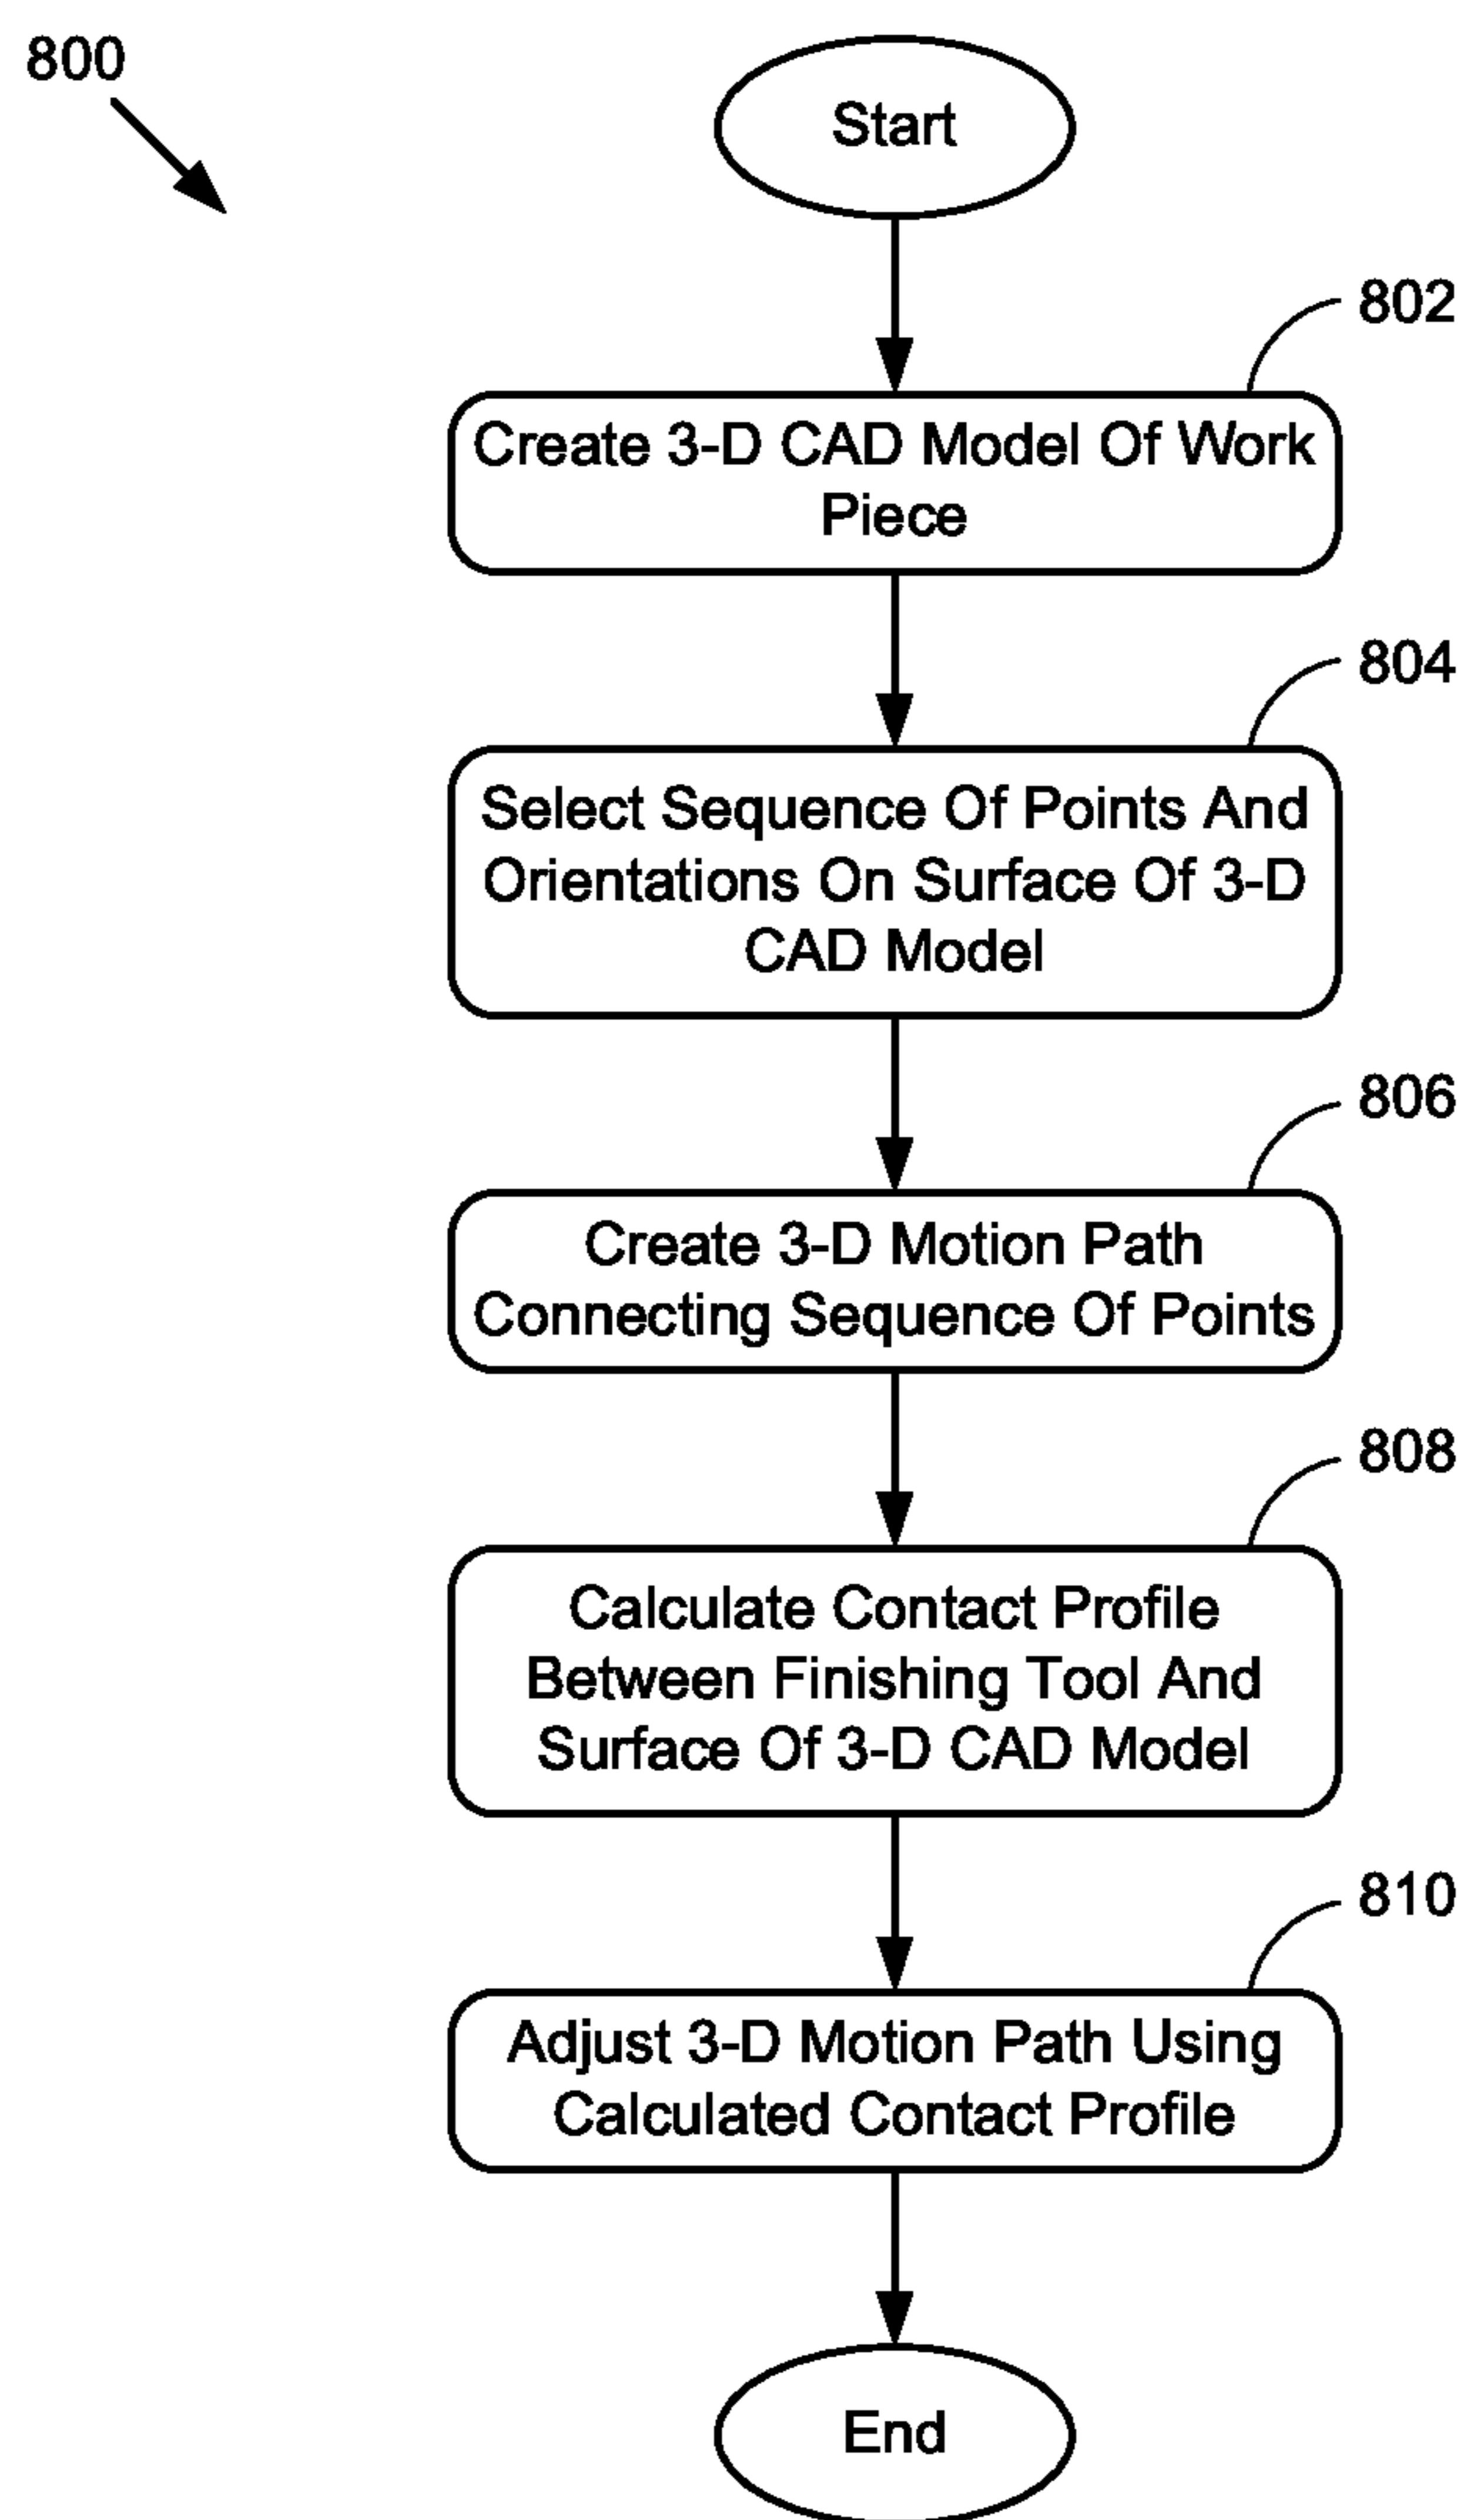 800
Start
802
Create 3-D CAD Model Of Work
Piece
804
Select Sequence Of Points And
Orientations On Surface Of 3-D
CAD Model
806
Create 3-D Motion Path
Connecting Sequence Of Points
808
Calculate Contact Profile
Between Finishing Tool And
Surface Of 3-D CAD Model
810
Adjust 3-D Motion Path Using
Calculated Contact Profile
End